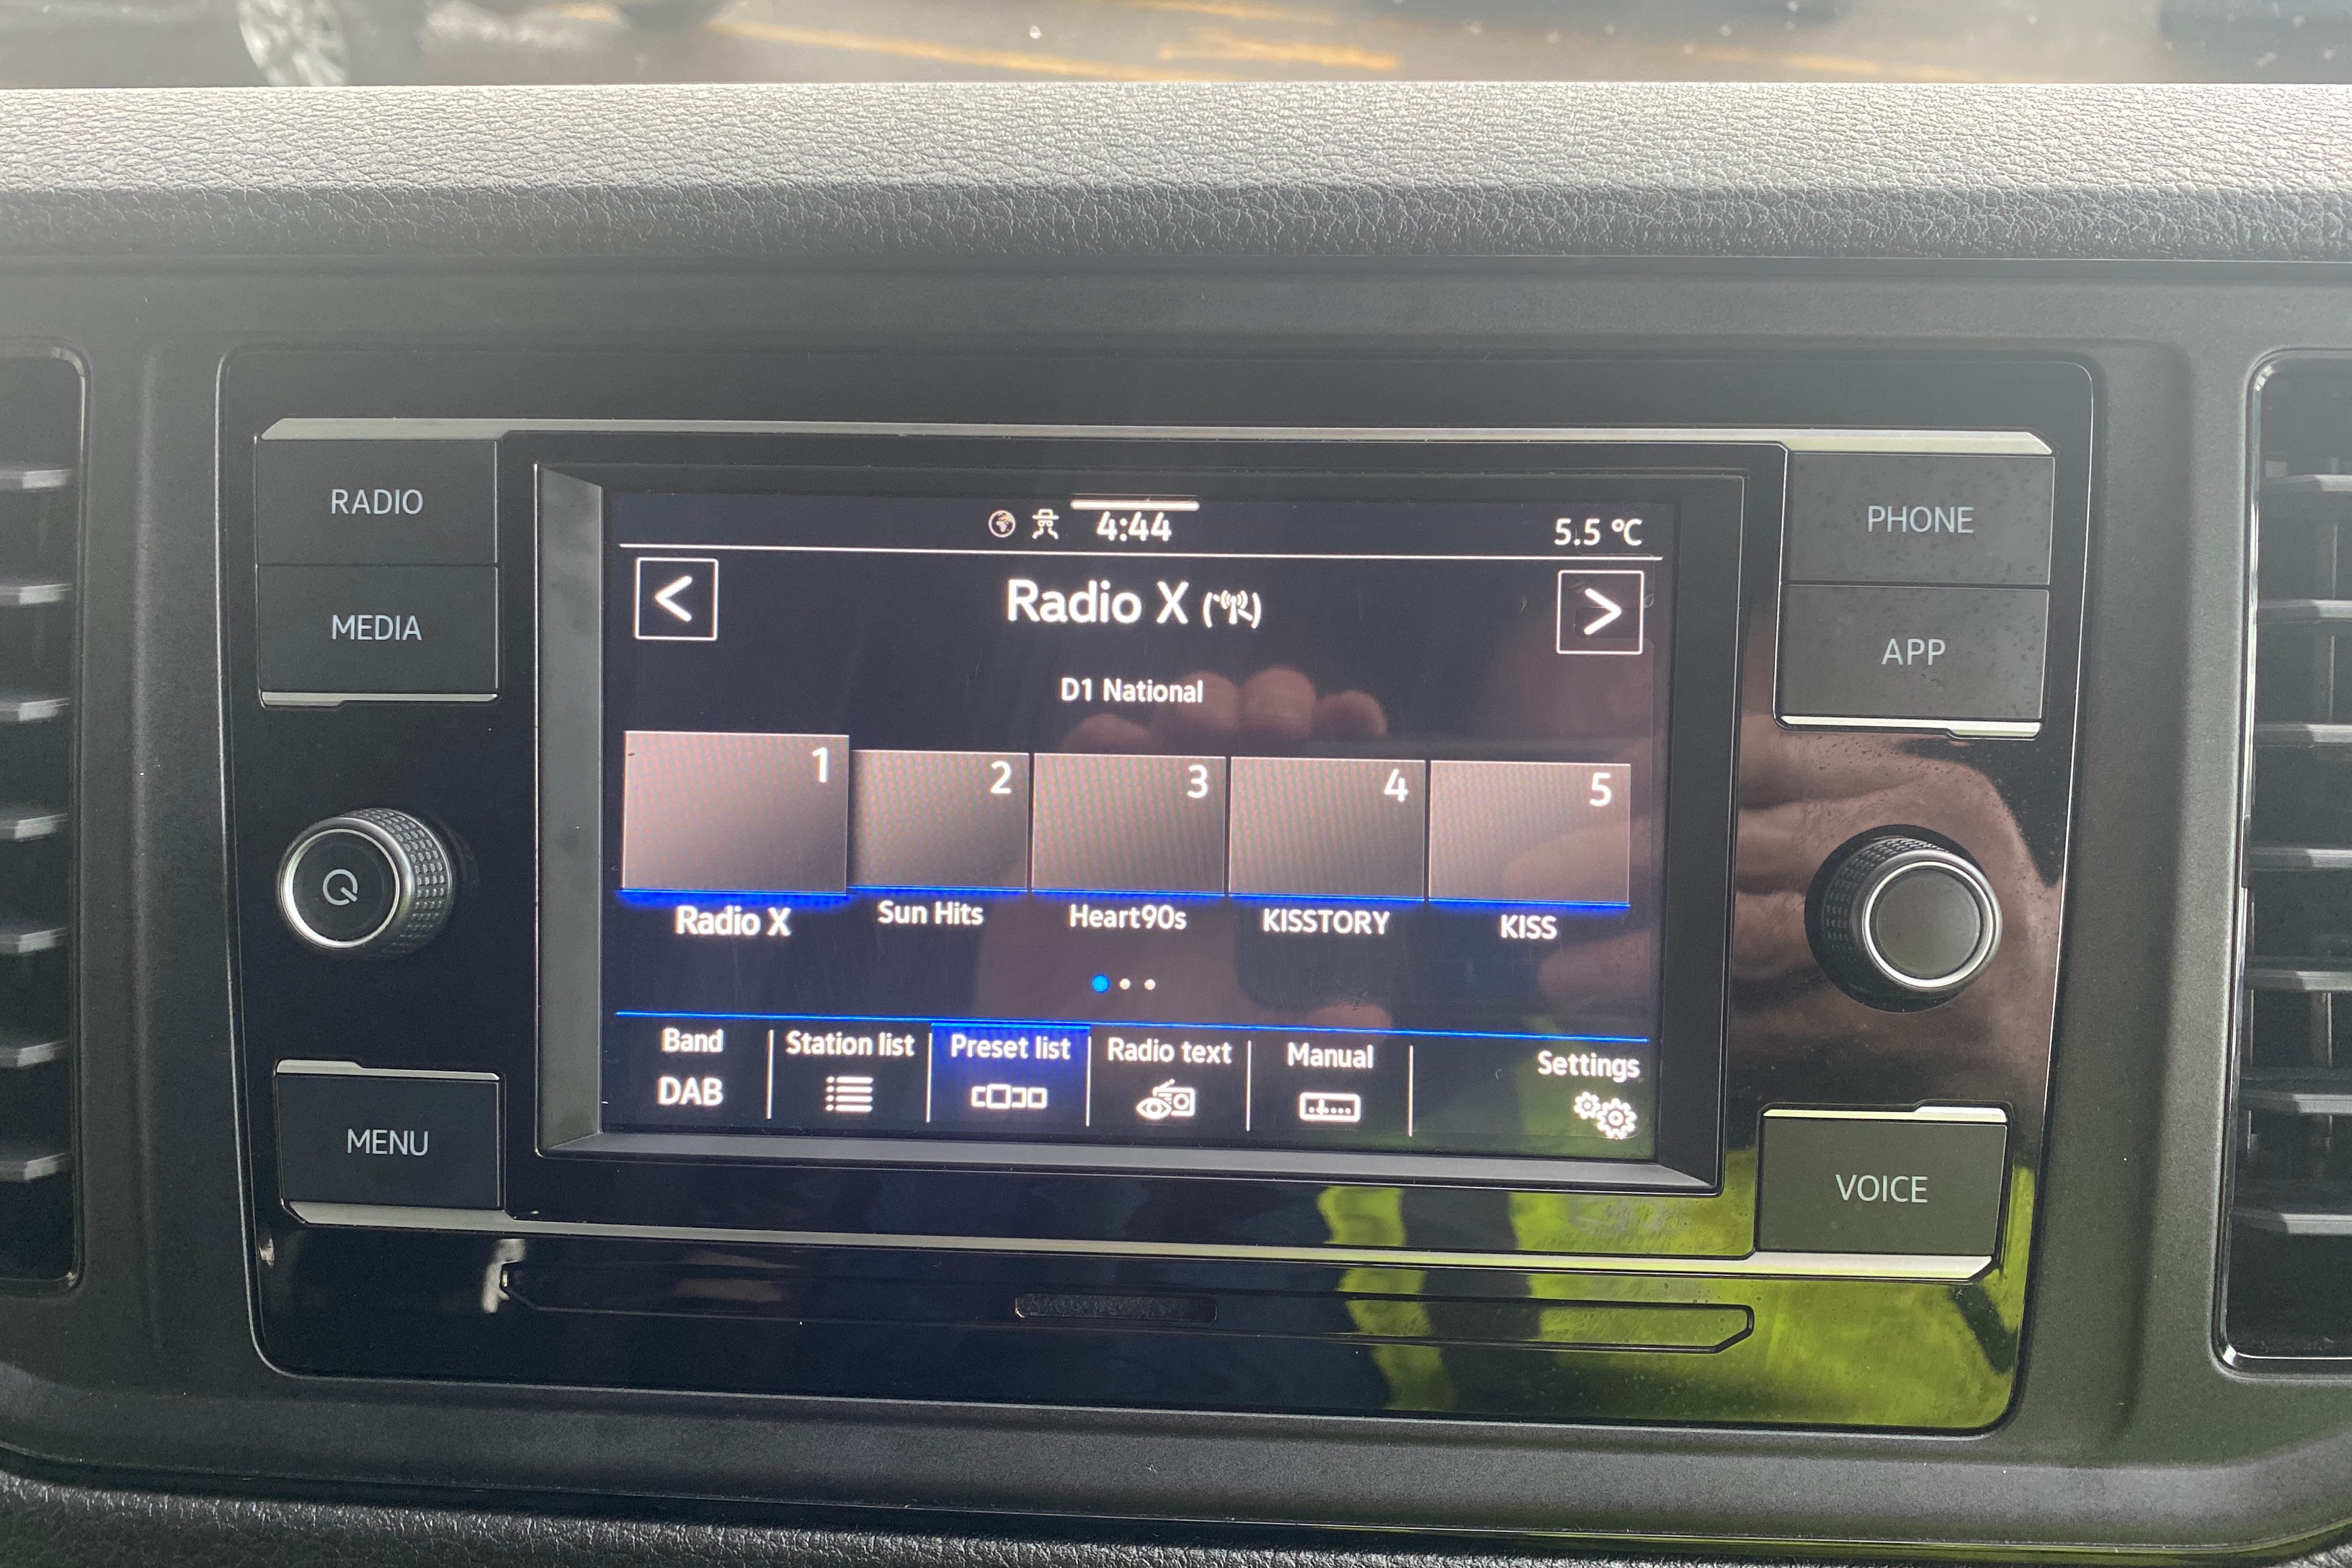 RADIO
MEDIA
MENU
PHONE
APP
VOICE
4:44
5.5 °C
<
Radio X
>
D1 National
1 2 3 4 5
Radio X Sun Hits Heart90s KISSTORY KISS
Band Station list Preset list Radio text Manual Settings
DAB